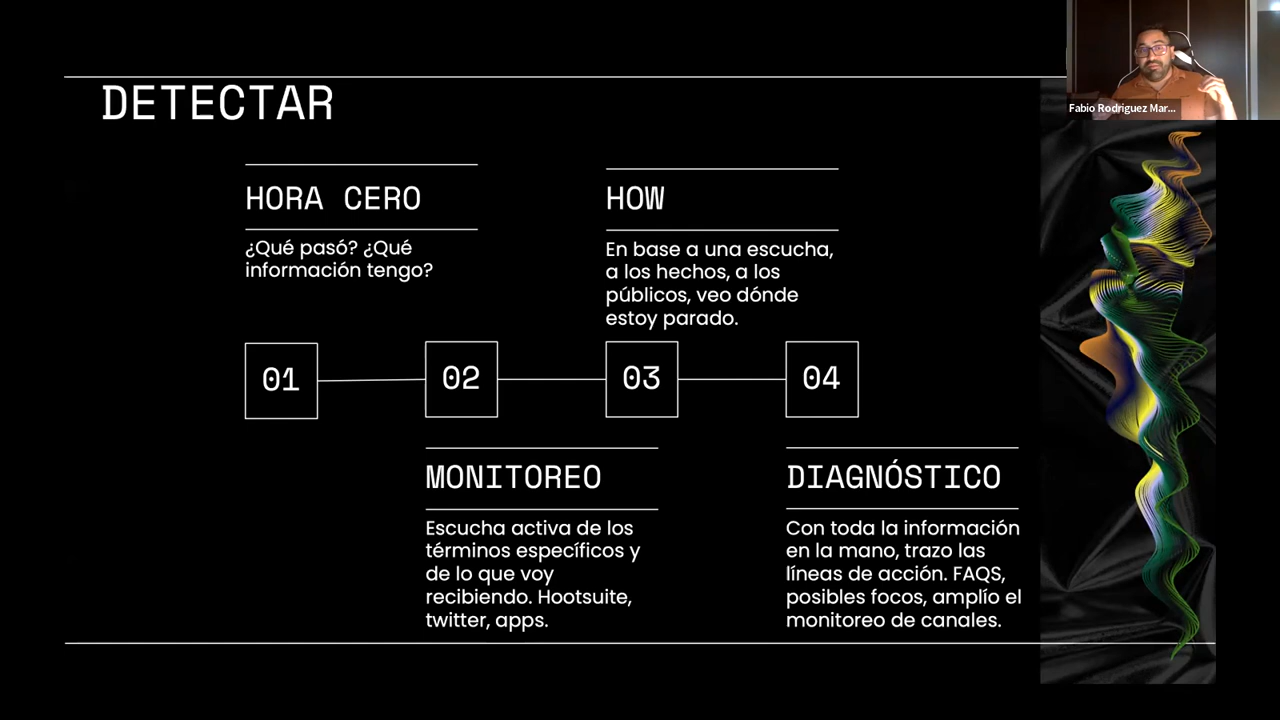 DETECTAR
Fabio Rodríguez Mar...
HORA CERO
¿Qué pasó? ¿Qué
información tengo?
HOW
En base a una escucha,
a los hechos, a los
públicos, veo dónde
estoy parado.
01
02
03
04
MONITOREO
Escucha activa de los
términos específicos y
de lo que voy
recibiendo. Hootsuite,
twitter, apps.
DIAGNÓSTICO
Con toda la información
en la mano, trazo las
líneas de acción. FAQS,
posibles focos, amplío el
monitoreo de canales.